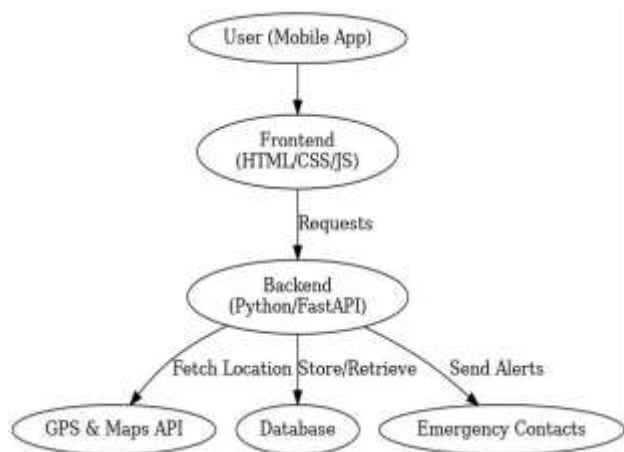 User (Mobile App)
Frontend
(HTML/CSS/JS)
Requests
Backend
(Python/FastAPI)
Fetch Location
Store/Retrieve
Send Alerts
GPS & Maps API
Database
Emergency Contacts